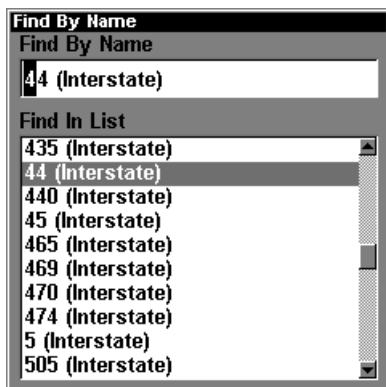 Find By Name
Find By Name
44 (Interstate)
Find In List
435 (Interstate)
44 (Interstate)
440 (Interstate)
45 (Interstate)
465 (Interstate)
469 (Interstate)
470 (Interstate)
474 (Interstate)
5 (Interstate)
505 (Interstate)